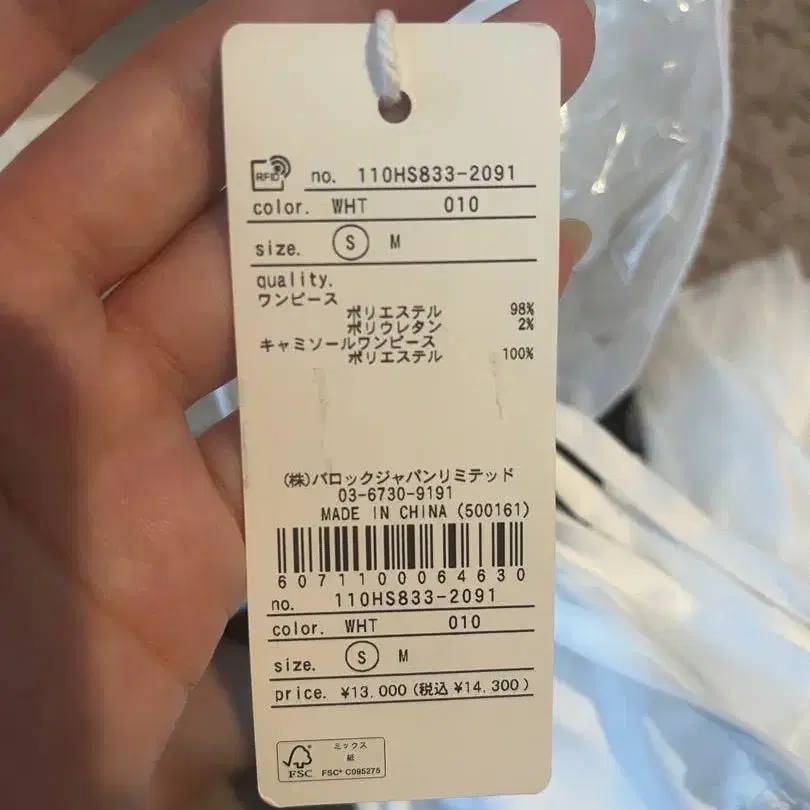 RFID
no. 110HS833-2091
color. WHT 010
size. S M
quality.
ワンピース
ポリエステル 98%
ポリウレタン 2%
キャミソールワンピース
ポリエステル 100%
(株)バロックジャパンリミテッド
03-6730-9191
MADE IN CHINA (500161)
6071100064630
no. 110HS833-2091
color. WHT 010
size. S M
price. ¥13,000 (税込 ¥14,300)
ミックス
紙
FSC FSC® C095275